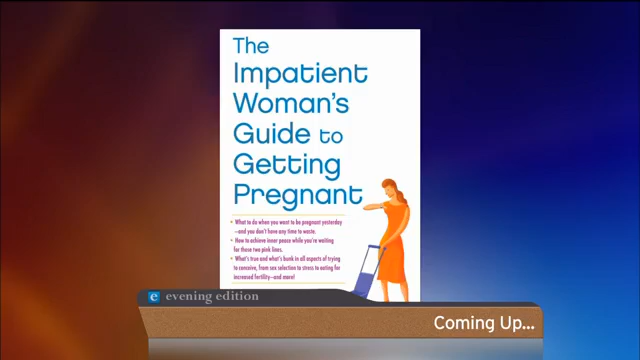 The
Impatient
Woman's
Guide to
Getting
Pregnant
• What to do when you want to be pregnant yesterday
—and you don't have any time to waste.
• How to achieve inner peace while you're waiting
for those two pink lines.
• What's true and what's bunk in all aspects of trying
to conceive, from sex selection to stress to eating for
increased fertility—and more!
e evening edition
Coming Up...